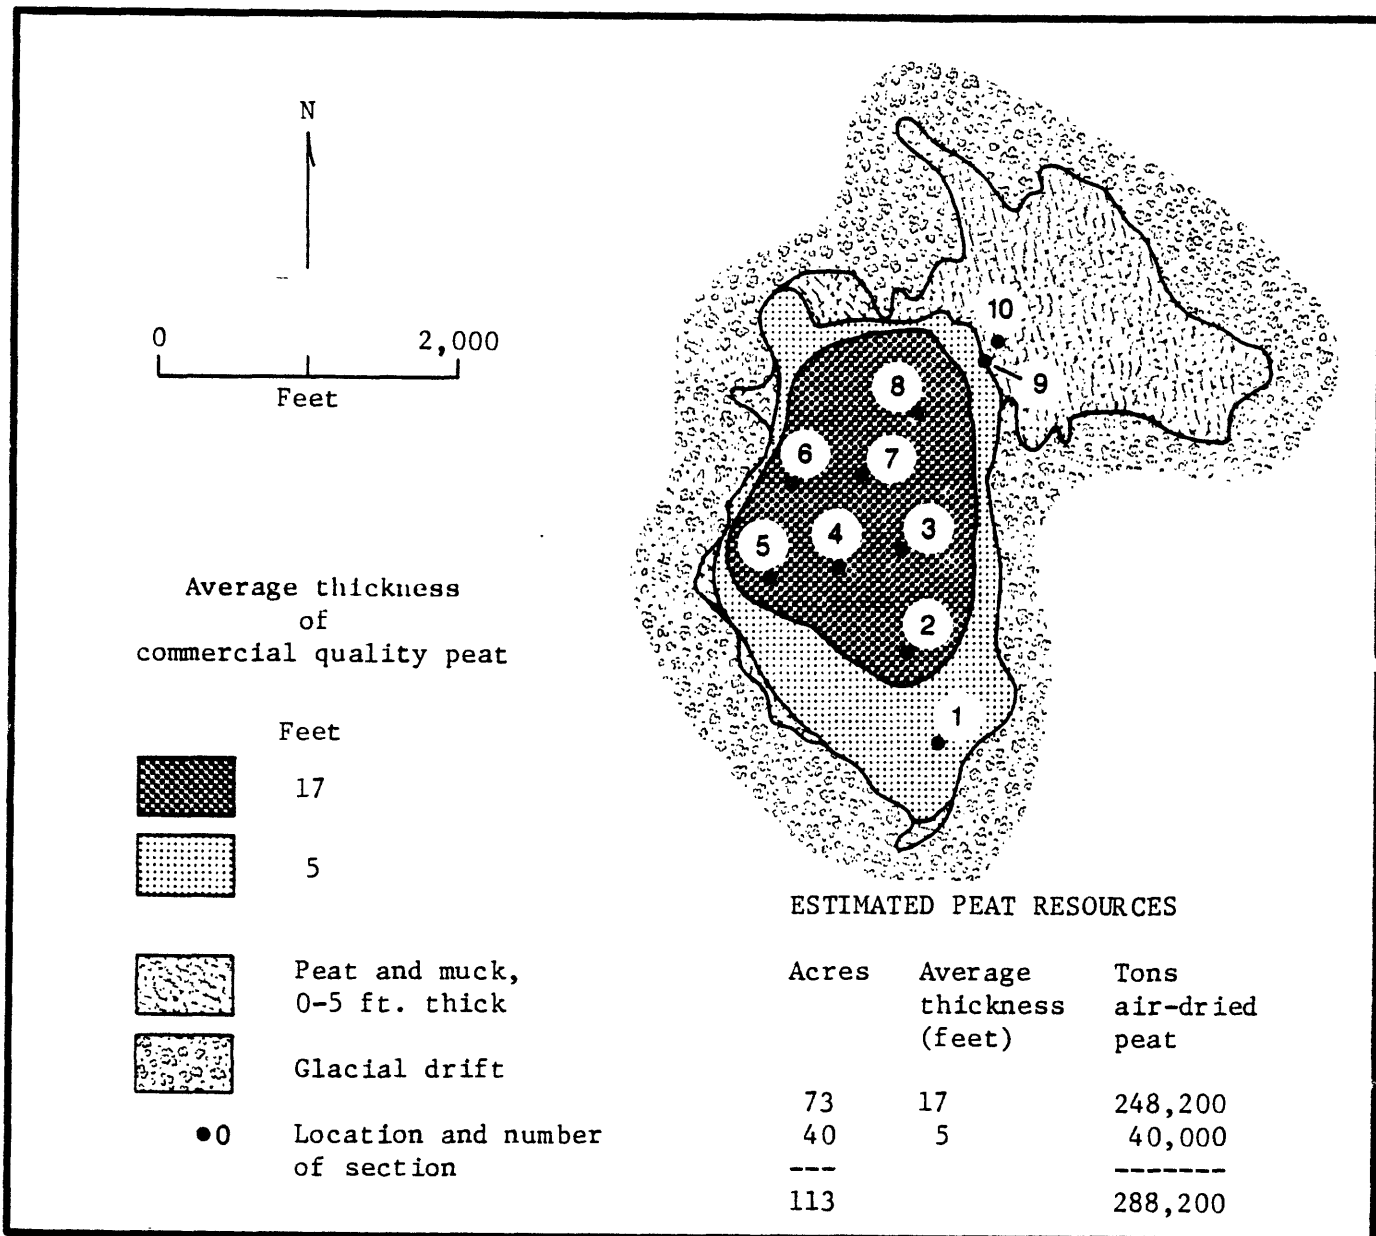 N
0 2,000
Feet
Average thickness
of
commercial quality peat
Feet
17
5
Peat and muck,
0-5 ft. thick
Glacial drift
●0 Location and number
of section
10
9
8
7
6
5
4
3
2
1
ESTIMATED PEAT RESOURCES
Acres Average Tons
thickness air-dried
(feet) peat
73 17 248,200
40 5 40,000
--- -------
113 288,200